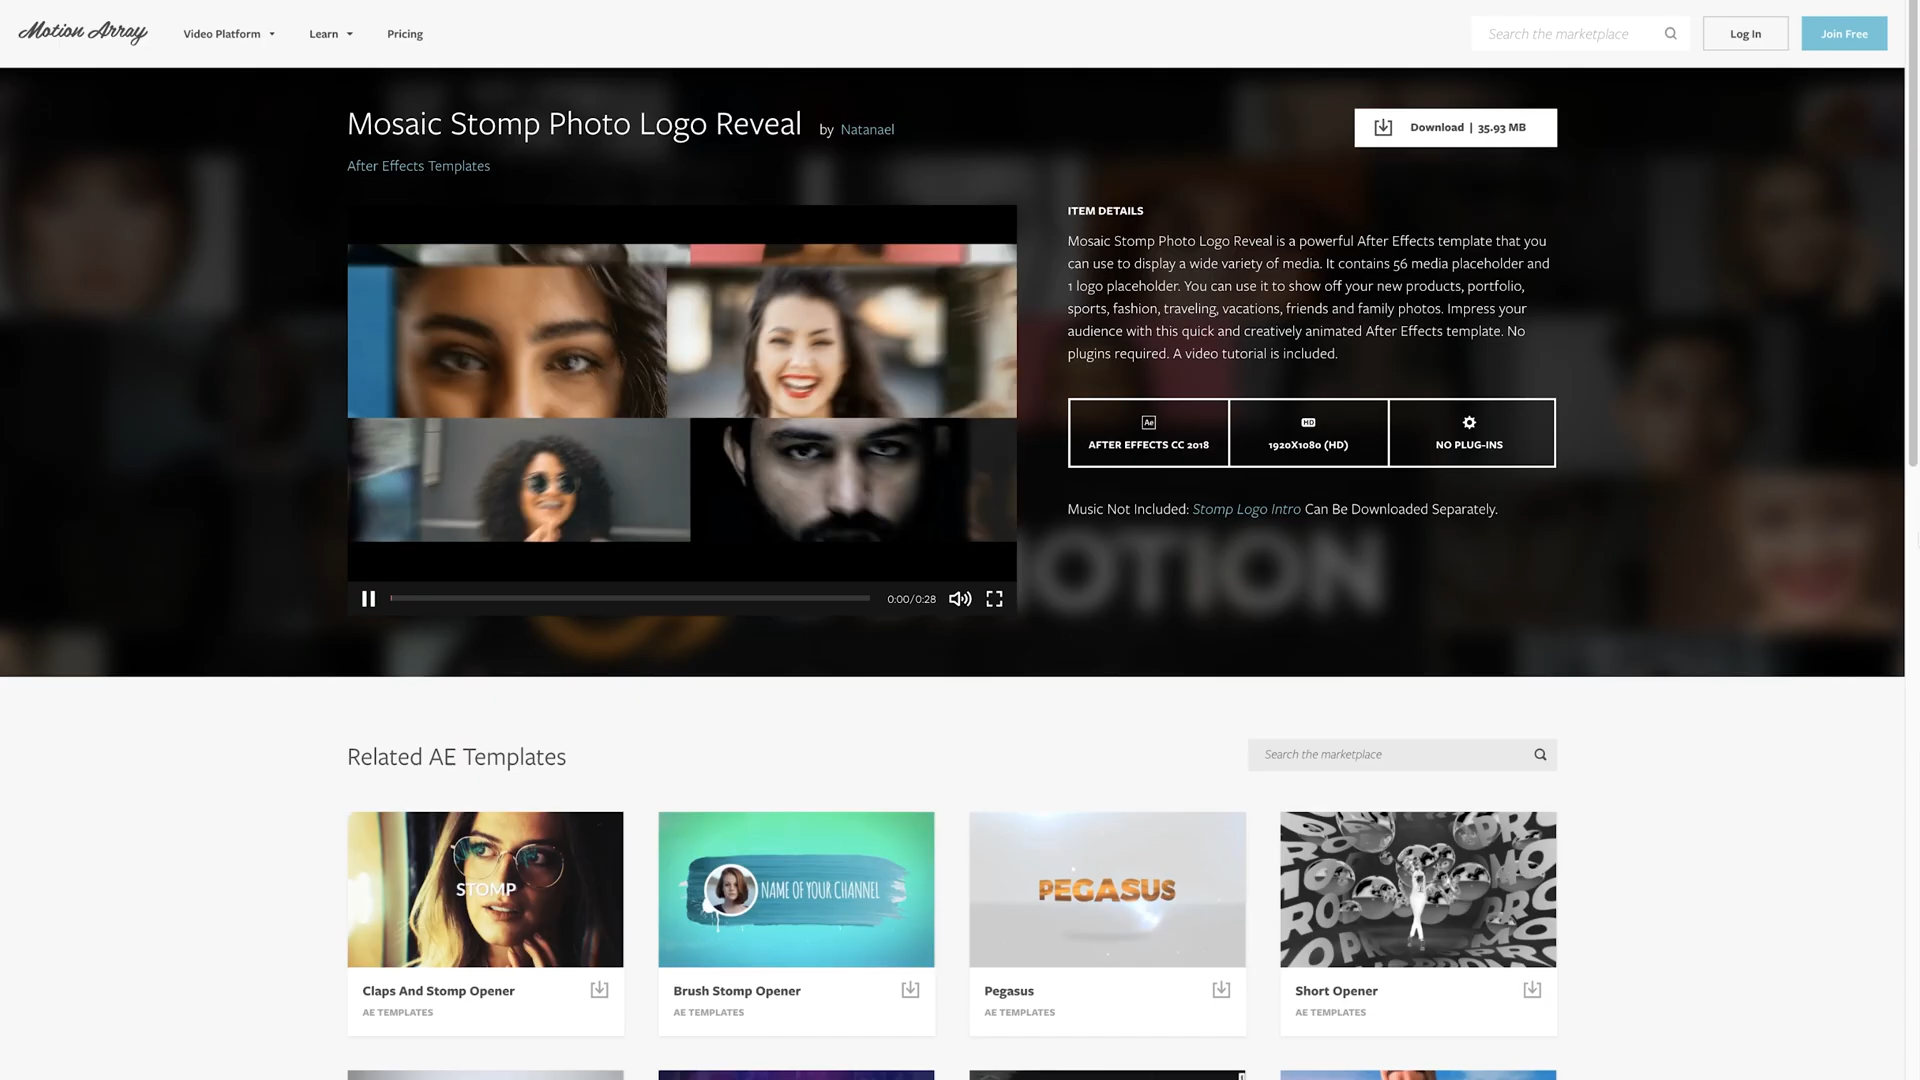 Motion Array
Video Platform
Learn
Pricing
Search the marketplace
Log In
Join Free
Mosaic Stomp Photo Logo Reveal by Natanael
Download | 35.93 MB
After Effects Templates
ITEM DETAILS
Mosaic Stomp Photo Logo Reveal is a powerful After Effects template that you
can use to display a wide variety of media. It contains 56 media placeholder and
1 logo placeholder. You can use it to show off your new products, portfolio,
sports, fashion, traveling, vacations, friends and family photos. Impress your
audience with this quick and creatively animated After Effects template. No
plugins required. A video tutorial is included.
Ae
HD
AFTER EFFECTS CC 2018
1920X1080 (HD)
NO PLUG-INS
Music Not Included: Stomp Logo Intro Can Be Downloaded Separately.
OTION
0:00/0:28
Related AE Templates
Search the marketplace
STOMP
NAME OF YOUR CHANNEL
PEGASUS
Claps And Stomp Opener
AE TEMPLATES
Brush Stomp Opener
AE TEMPLATES
Pegasus
AE TEMPLATES
Short Opener
AE TEMPLATES